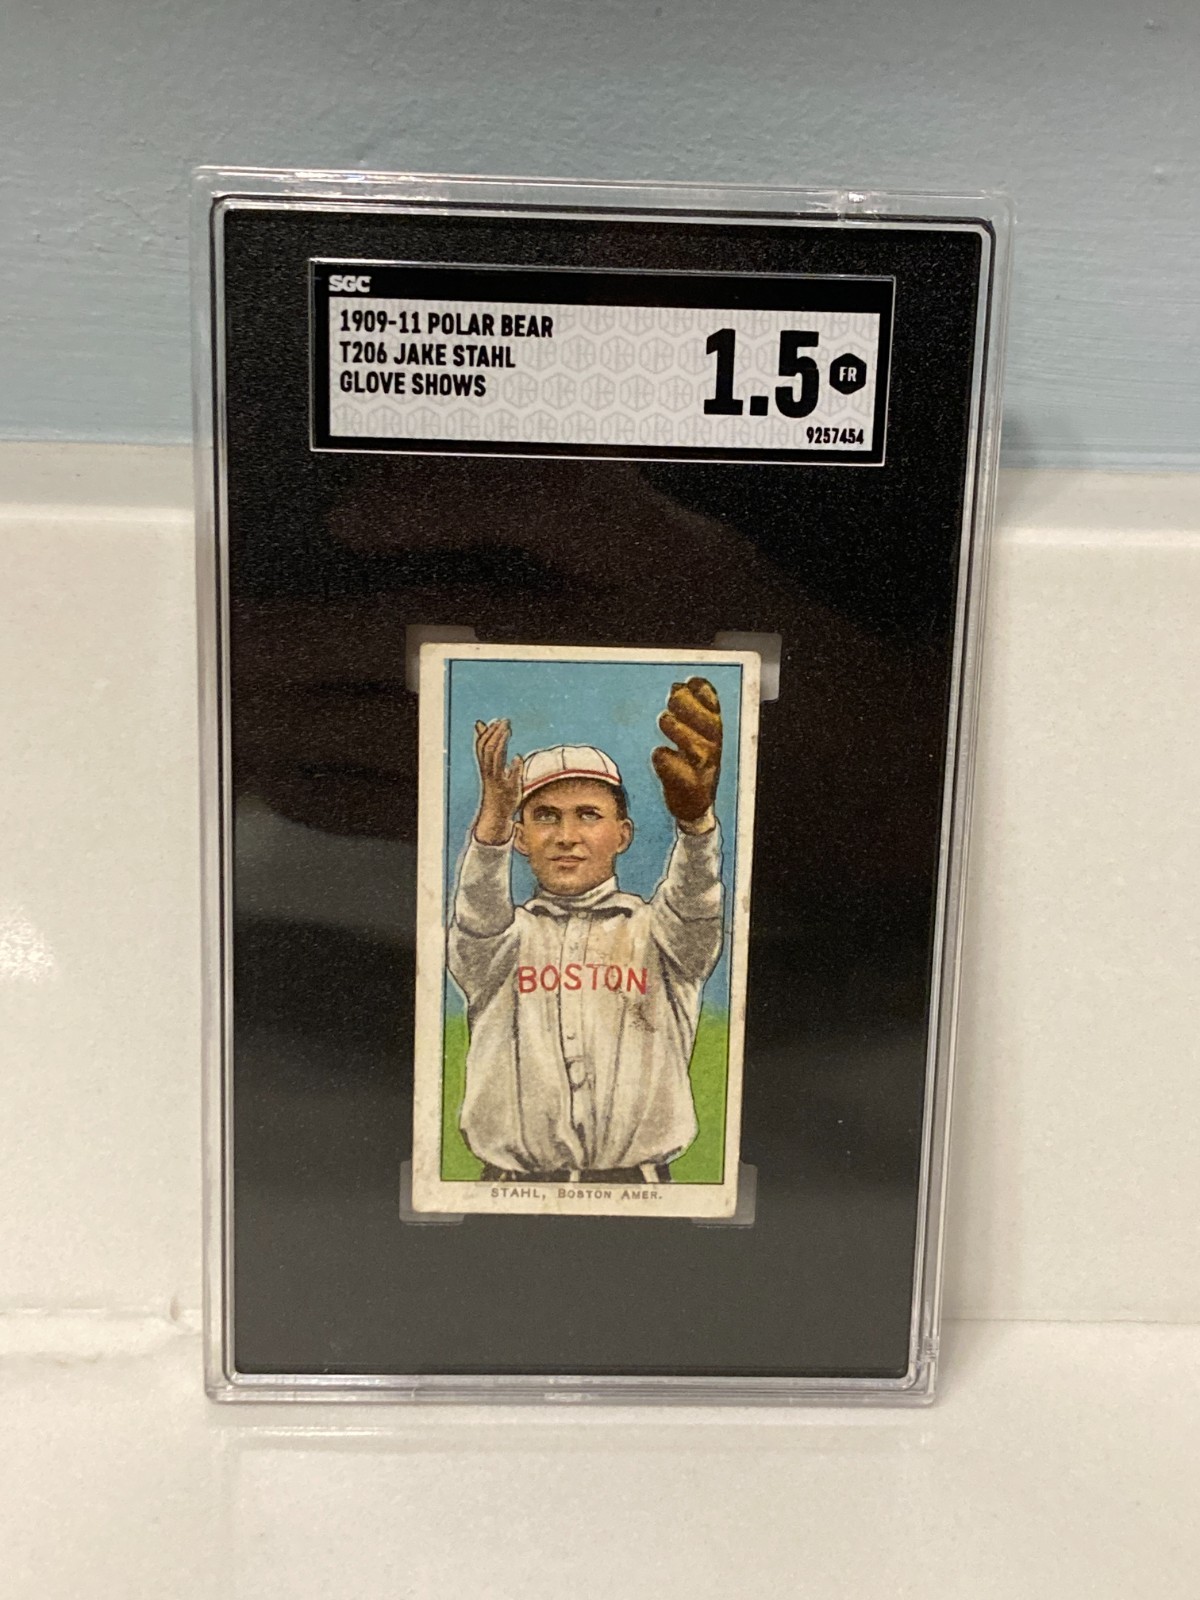 SGC
1909-11 POLAR BEAR
T206 JAKE STAHL
GLOVE SHOWS
1.5 FR
9257454
BOSTON
STAHL, BOSTON AMER.